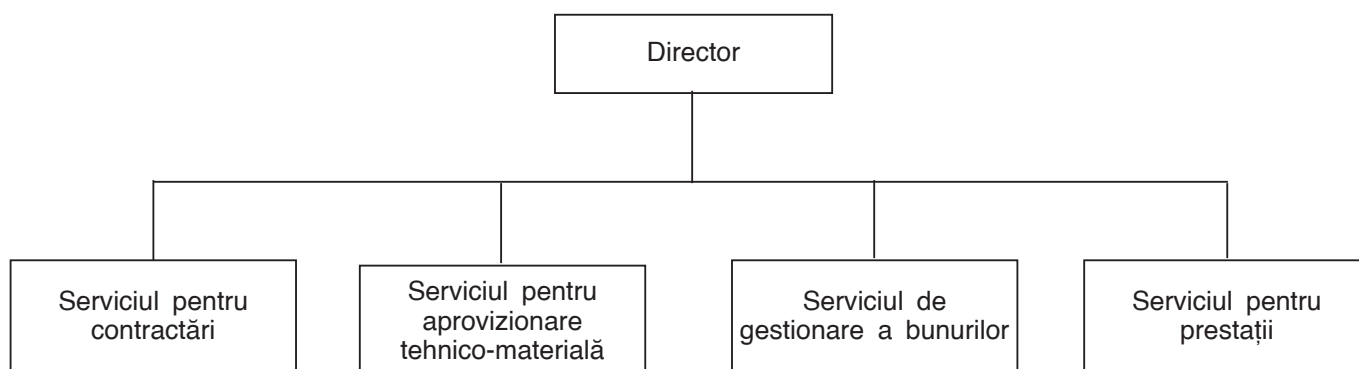 Director
Serviciul pentru
contractări
Serviciul pentru
aprovizionare
tehnico-materială
Serviciul de
gestionare a bunurilor
Serviciul pentru
prestații